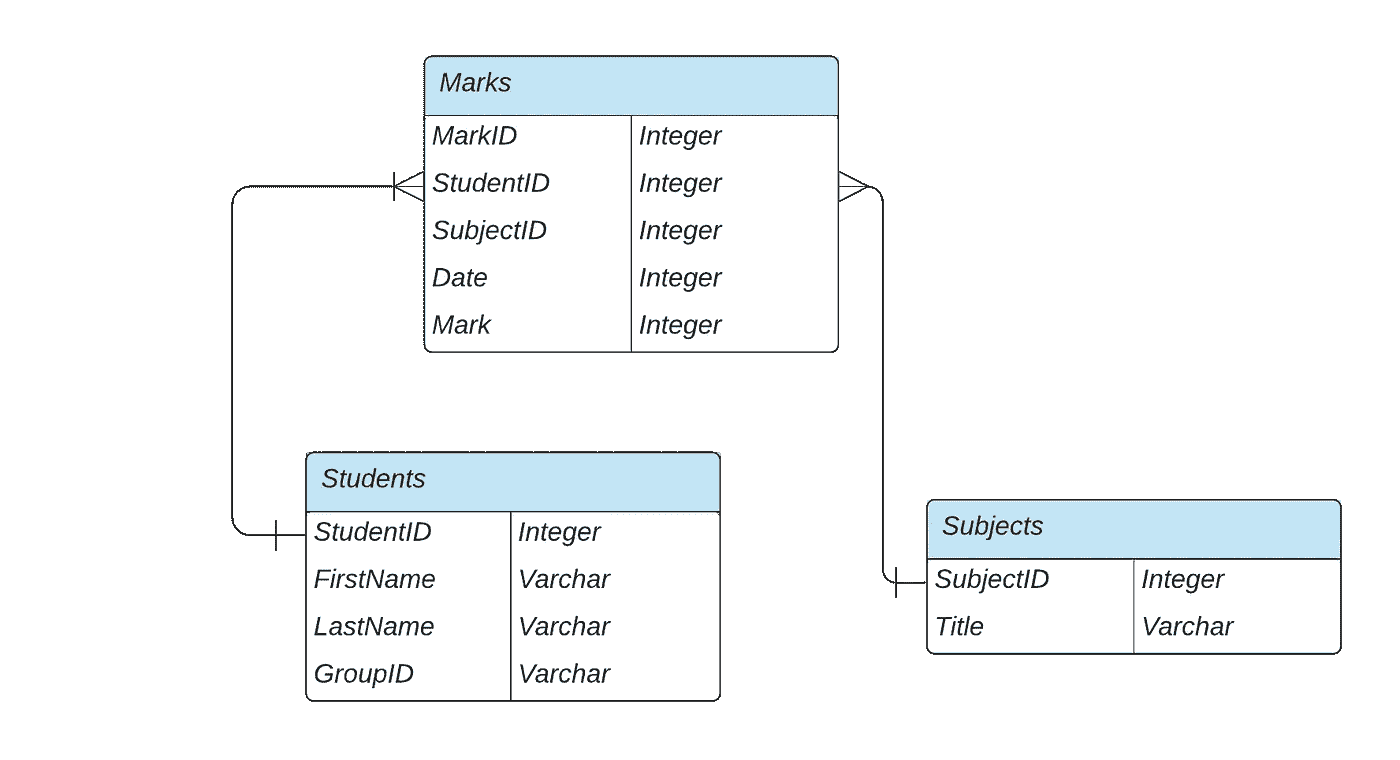 Marks
MarkID Integer
StudentID Integer
SubjectID Integer
Date Integer
Mark Integer
Students
StudentID Integer
FirstName Varchar
LastName Varchar
GroupID Varchar
Subjects
SubjectID Integer
Title Varchar